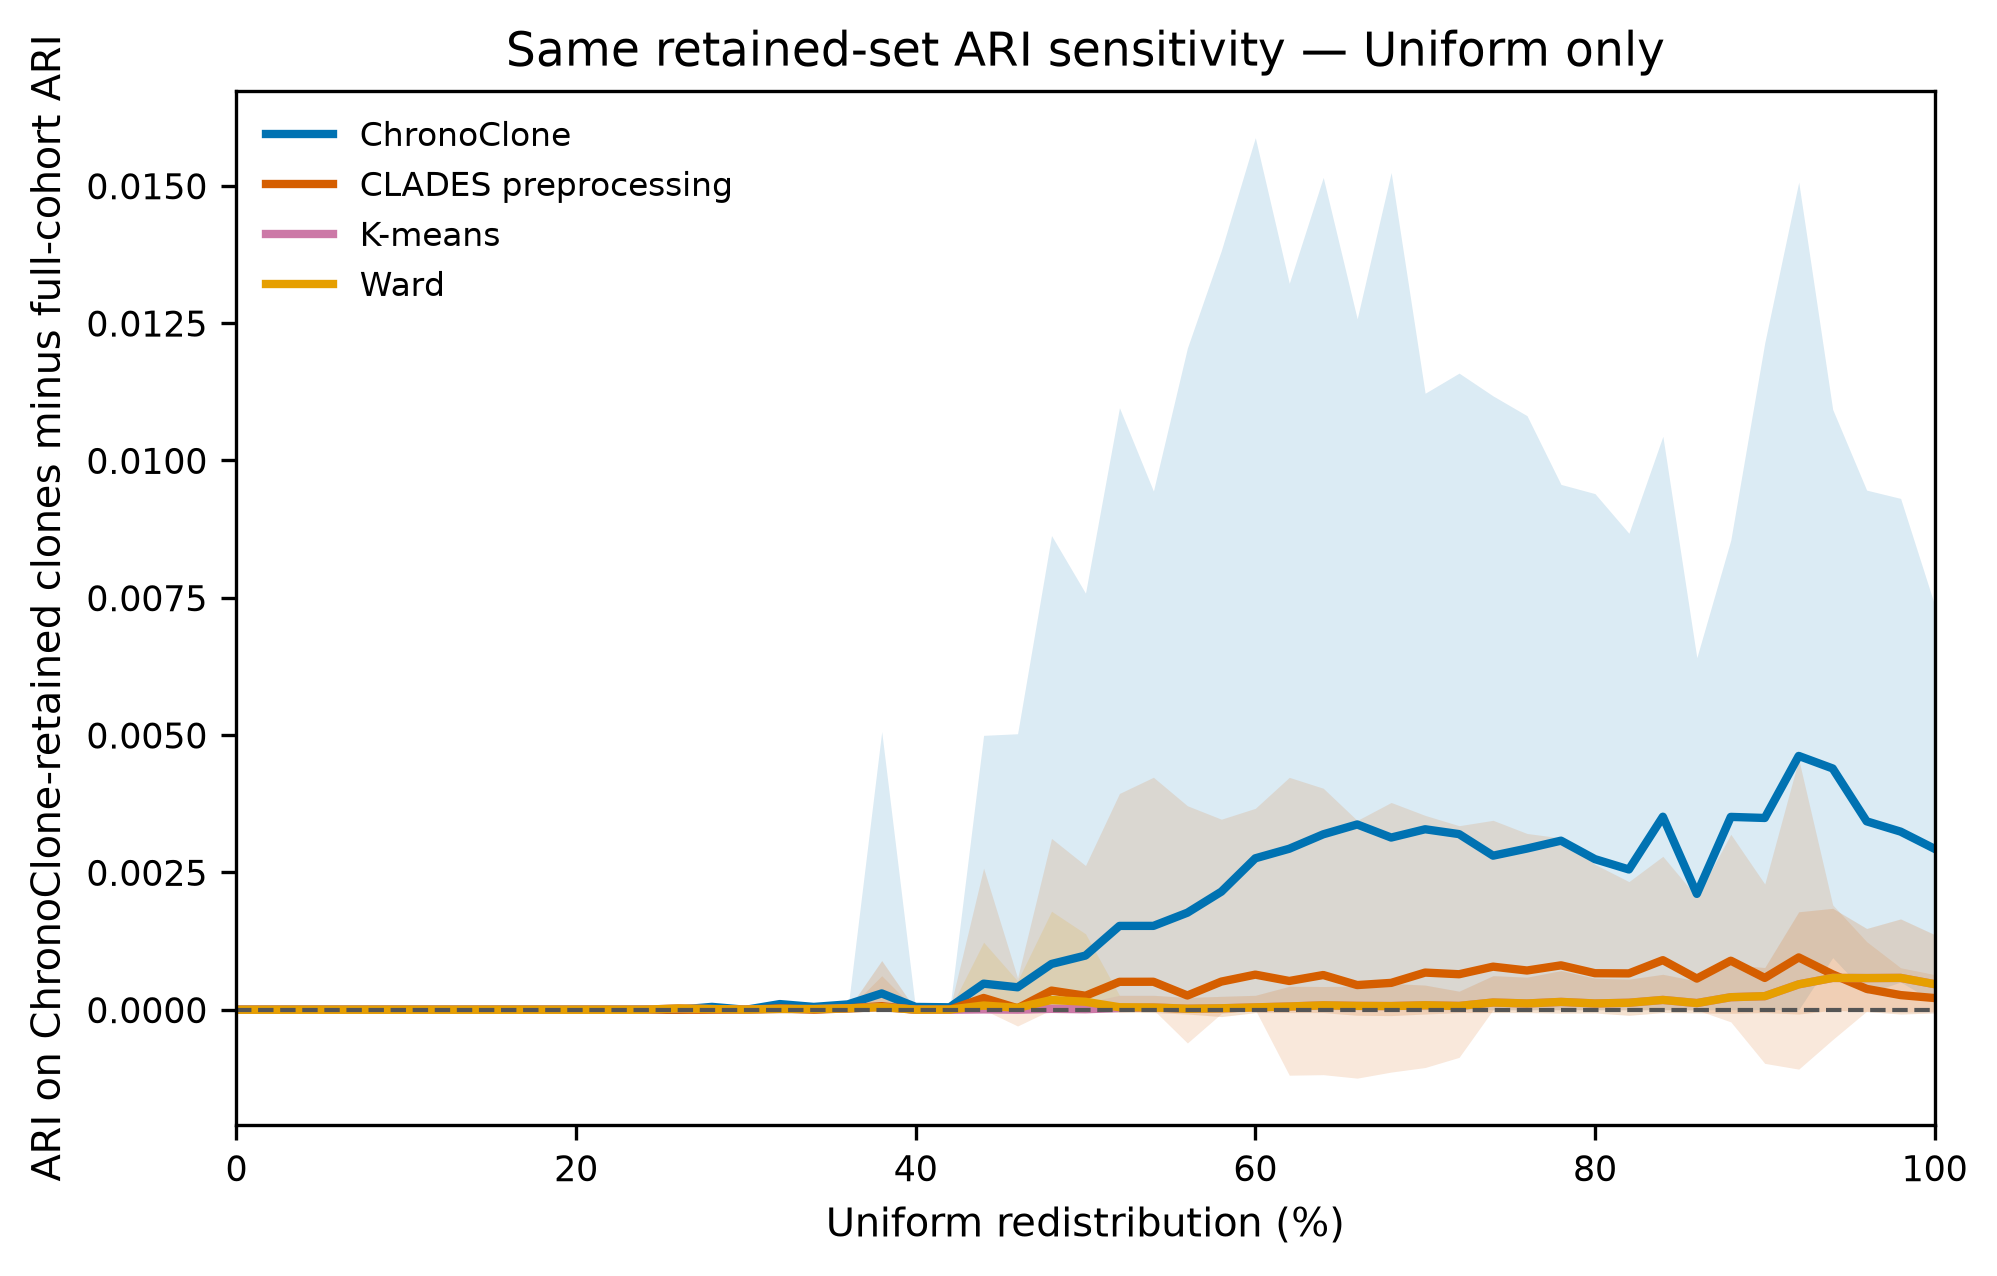 Same retained-set ARI sensitivity — Uniform only
ARI on ChronoClone-retained clones minus full-cohort ARI
ChronoClone
CLADES preprocessing
K-means
Ward
0.0150
0.0125
0.0100
0.0075
0.0050
0.0025
0.0000
0 20 40 60 80 100
Uniform redistribution (%)